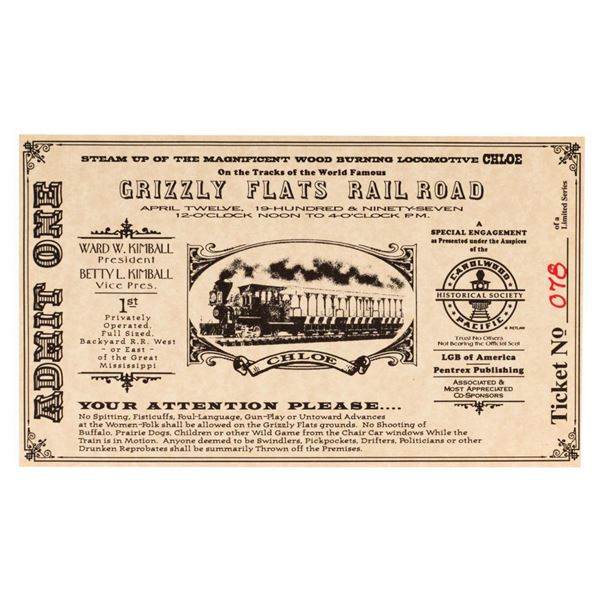 STEAM UP OF THE MAGNIFICENT WOOD BURNING LOCOMOTIVE CHLOE
On the Tracks of the World Famous
GRIZZLY FLATS RAIL ROAD
APRIL TWELVE, 19-HUNDRED & NINETY-SEVEN
12-O'CLOCK NOON TO 4-O'CLOCK P.M.
ADMIT ONE
WARD W. KIMBALL
President
BETTY L. KIMBALL
Vice Pres.
1st
Privately
Operated,
Full Sized,
Backyard R.R. West
- or East -
of the Great
Mississippi
CHLOE
A
SPECIAL ENGAGEMENT
as Presented under the Auspices
of the
CAROLWOOD
HISTORICAL SOCIETY
PACIFIC
© RETLAW
Trust No Others
Not Bearing the Official Seal
LGB of America
Pentrex Publishing
ASSOCIATED &
MOST APPRECIATED
CO-SPONSORS
Ticket No 078
of a
Limited Series
YOUR ATTENTION PLEASE....
No Spitting, Fisticuffs, Foul-Language, Gun-Play or Untoward Advances
at the Women-Folk shall be allowed on the Grizzly Flats grounds. No Shooting of
Buffalo, Prairie Dogs, Children or other Wild Game from the Chair Car windows While the
Train is in Motion. Anyone deemed to be Swindlers, Pickpockets, Drifters, Politicians or other
Drunken Reprobates shall be summarily Thrown off the Premises.